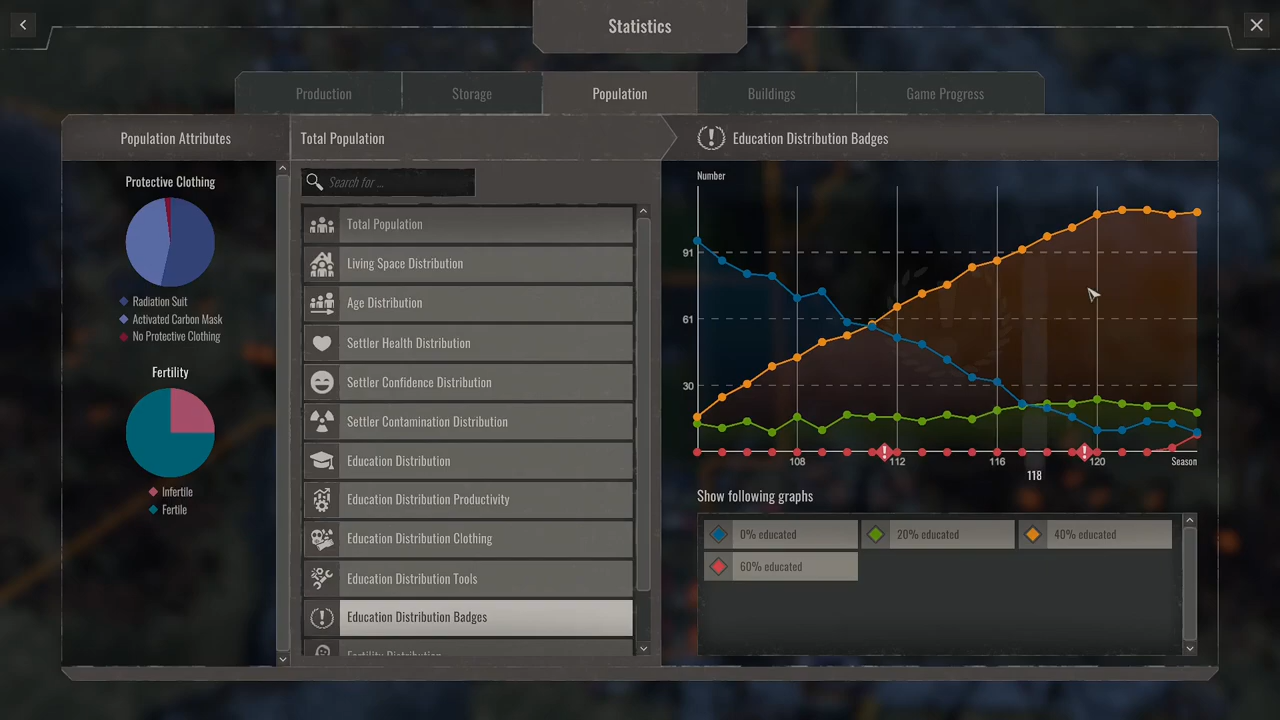 Statistics
Production
Storage
Population
Buildings
Game Progress
Population Attributes
Protective Clothing
Radiation Suit
Activated Carbon Mask
No Protective Clothing
Fertility
Infertile
Fertile
Total Population
Search for ...
Total Population
Living Space Distribution
Age Distribution
Settler Health Distribution
Settler Confidence Distribution
Settler Contamination Distribution
Education Distribution
Education Distribution Productivity
Education Distribution Clothing
Education Distribution Tools
Education Distribution Badges
Fertility Distribution
Education Distribution Badges
Number
91
61
30
108
112
116
120
Season
118
Show following graphs
0% educated
20% educated
40% educated
60% educated